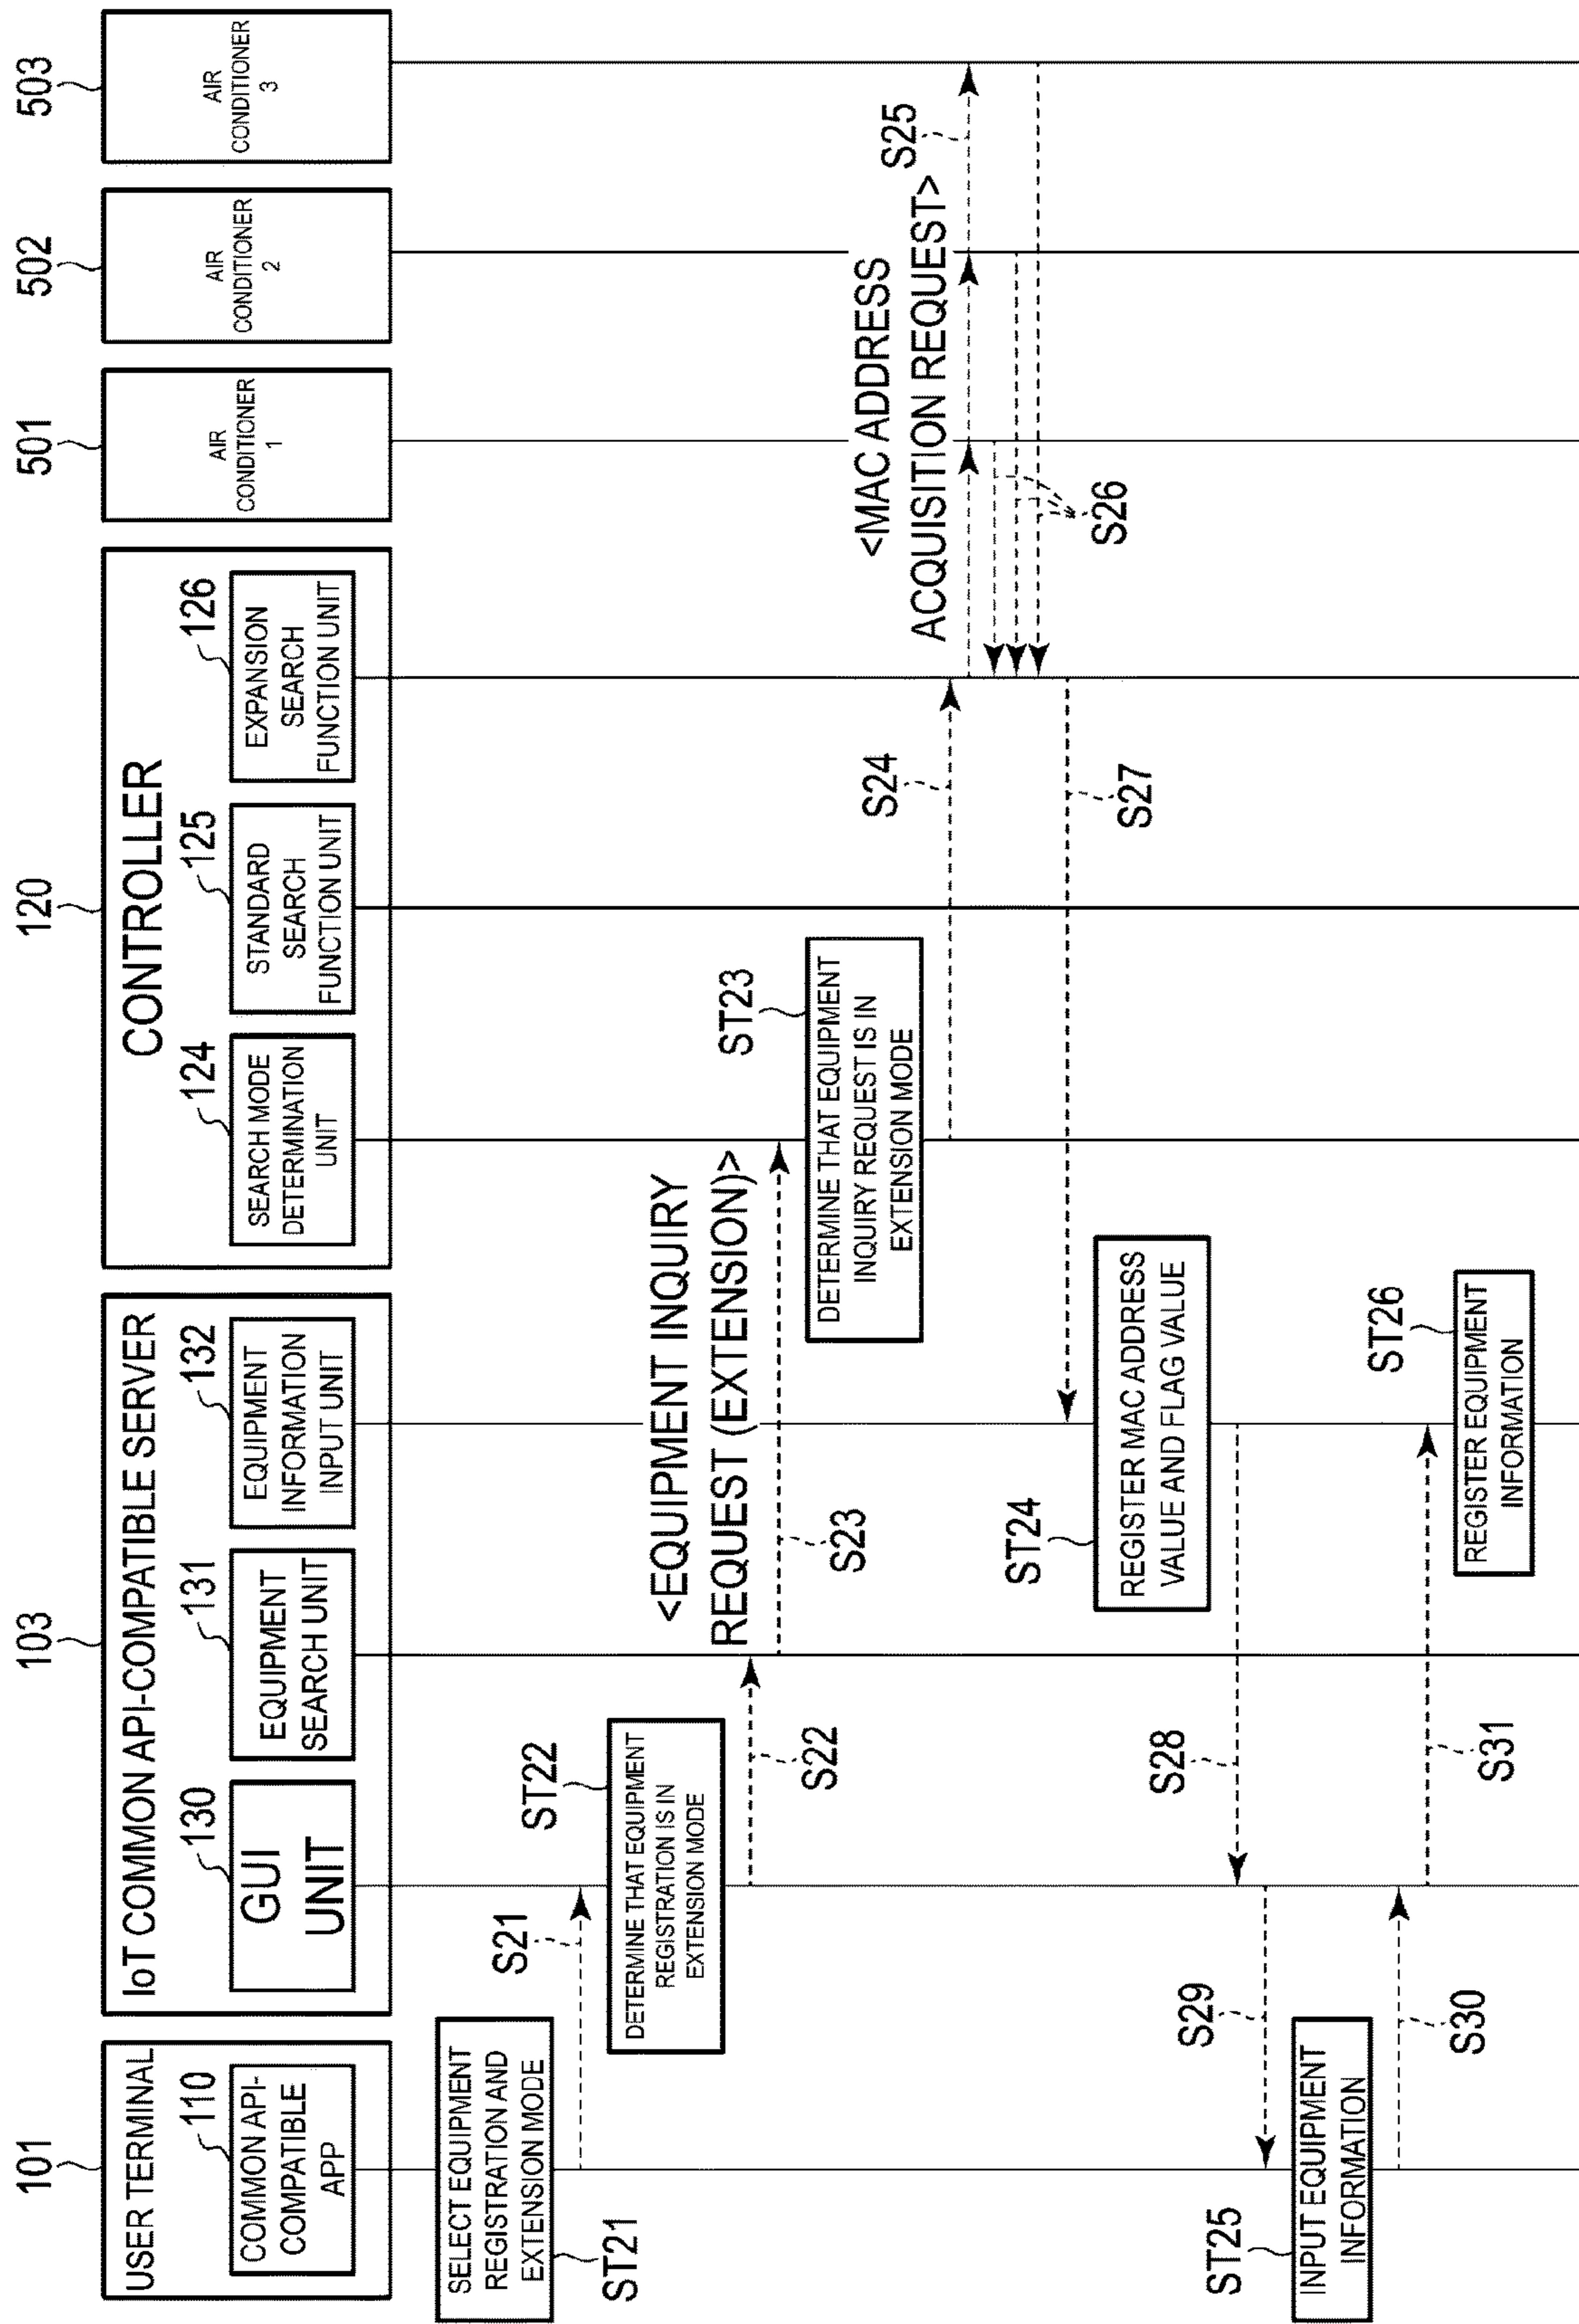 101
103
120
501
502
503
USER TERMINAL
IoT COMMON API-COMPATIBLE SERVER
CONTROLLER
110
130
131
132
124
125
126
COMMON API-
COMPATIBLE
APP
GUI
UNIT
EQUIPMENT
SEARCH UNIT
EQUIPMENT
INFORMATION
INPUT UNIT
SEARCH MODE
DETERMINATION
UNIT
STANDARD
SEARCH
FUNCTION UNIT
EXPANSION
SEARCH
FUNCTION UNIT
AIR
CONDITIONER
1
AIR
CONDITIONER
2
AIR
CONDITIONER
3
SELECT EQUIPMENT
REGISTRATION AND
EXTENSION MODE
ST21
S21
ST22
DETERMINE THAT EQUIPMENT
REGISTRATION IS IN
EXTENSION MODE
S22
<EQUIPMENT INQUIRY
REQUEST (EXTENSION)>
S23
ST23
DETERMINE THAT EQUIPMENT
INQUIRY REQUEST IS IN
EXTENSION MODE
S24
<MAC ADDRESS
ACQUISITION REQUEST>
S25
S26
S27
ST24
REGISTER MAC ADDRESS
VALUE AND FLAG VALUE
S28
S29
ST25
INPUT EQUIPMENT
INFORMATION
S30
S31
ST26
REGISTER EQUIPMENT
INFORMATION